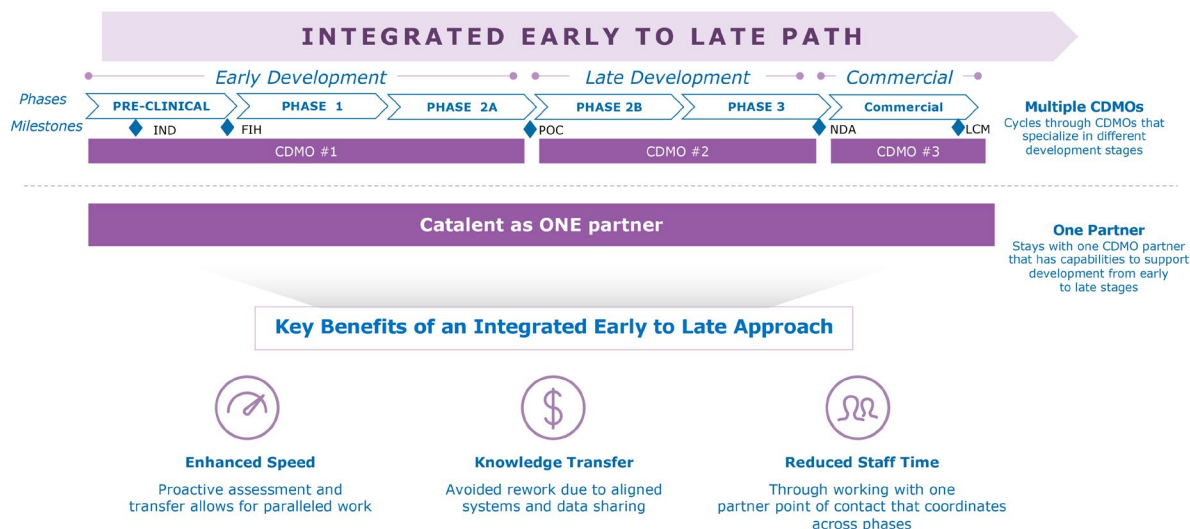 INTEGRATED EARLY TO LATE PATH
Early Development
Late Development
Commercial
Phases
PRE-CLINICAL
PHASE 1
PHASE 2A
PHASE 2B
PHASE 3
Commercial
Milestones
IND
FIH
POC
NDA
LCM
CDMO #1
CDMO #2
CDMO #3
Multiple CDMOs
Cycles through CDMOs that
specialize in different
development stages
Catalent as ONE partner
One Partner
Stays with one CDMO partner
that has capabilities to support
development from early
to late stages
Key Benefits of an Integrated Early to Late Approach
$
Enhanced Speed
Proactive assessment and
transfer allows for paralleled work
Knowledge Transfer
Avoided rework due to aligned
systems and data sharing
Reduced Staff Time
Through working with one
partner point of contact that coordinates
across phases